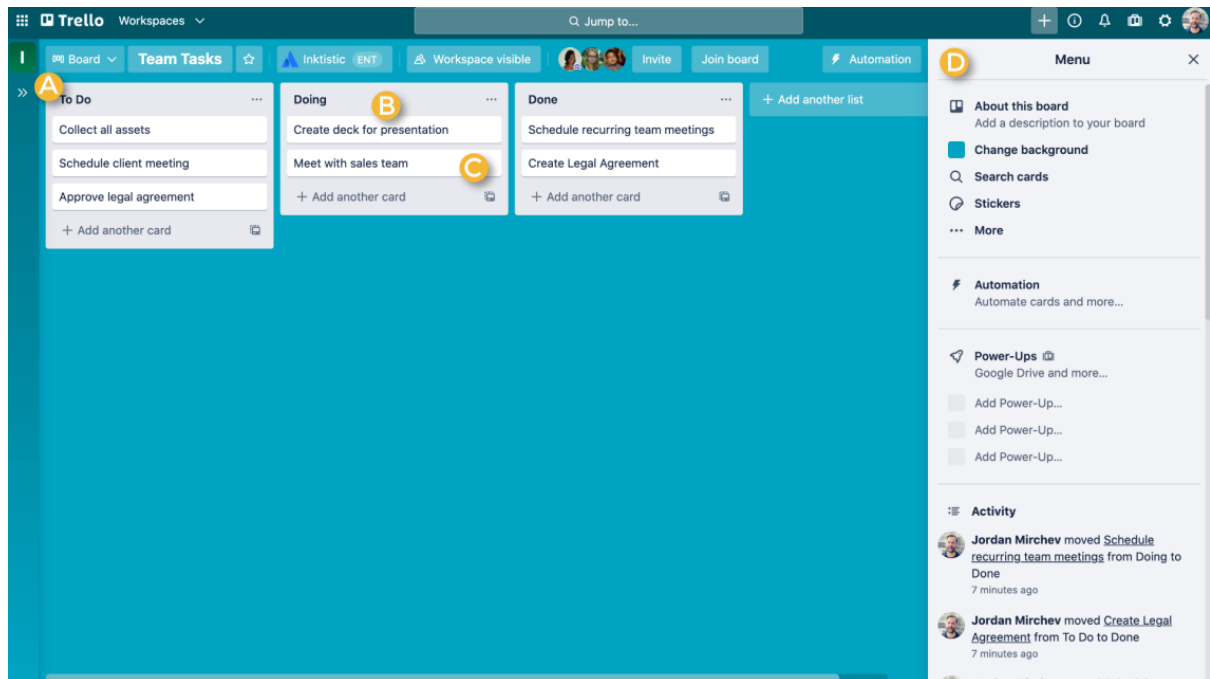 Trello Workspaces Jump to...
I Board Team Tasks Inktistic ENT Workspace visible Invite Join board Automation
A
To Do
Collect all assets
Schedule client meeting
Approve legal agreement
+ Add another card
Doing
B
Create deck for presentation
Meet with sales team
C
+ Add another card
Done
Schedule recurring team meetings
Create Legal Agreement
+ Add another card
+ Add another list
D Menu
About this board
Add a description to your board
Change background
Search cards
Stickers
More
Automation
Automate cards and more...
Power-Ups
Google Drive and more...
Add Power-Up...
Add Power-Up...
Add Power-Up...
Activity
Jordan Mirchev moved Schedule
recurring team meetings from Doing to
Done
7 minutes ago
Jordan Mirchev moved Create Legal
Agreement from To Do to Done
7 minutes ago